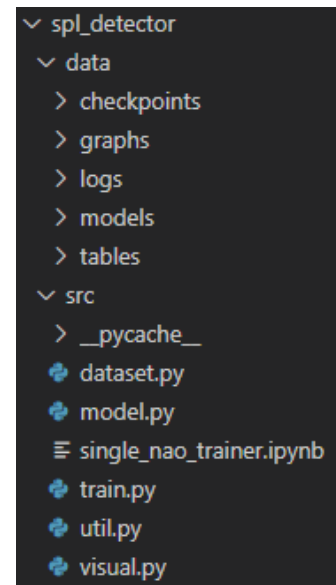 spl_detector
data
checkpoints
graphs
logs
models
tables
src
__pycache__
dataset.py
model.py
single_nao_trainer.ipynb
train.py
util.py
visual.py